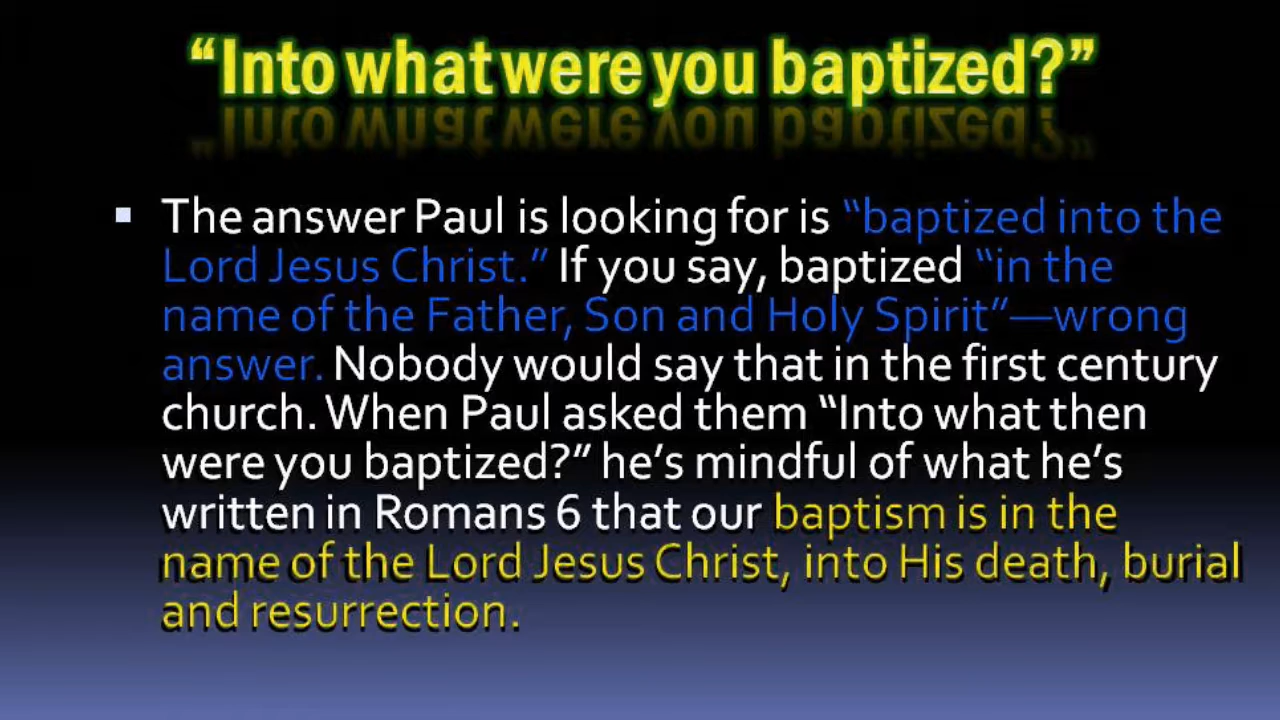 “Into what were you baptized?”
▪ The answer Paul is looking for is “baptized into the
Lord Jesus Christ.” If you say, baptized “in the
name of the Father, Son and Holy Spirit”—wrong
answer. Nobody would say that in the first century
church. When Paul asked them “Into what then
were you baptized?” he’s mindful of what he’s
written in Romans 6 that our baptism is in the
name of the Lord Jesus Christ, into His death, burial
and resurrection.